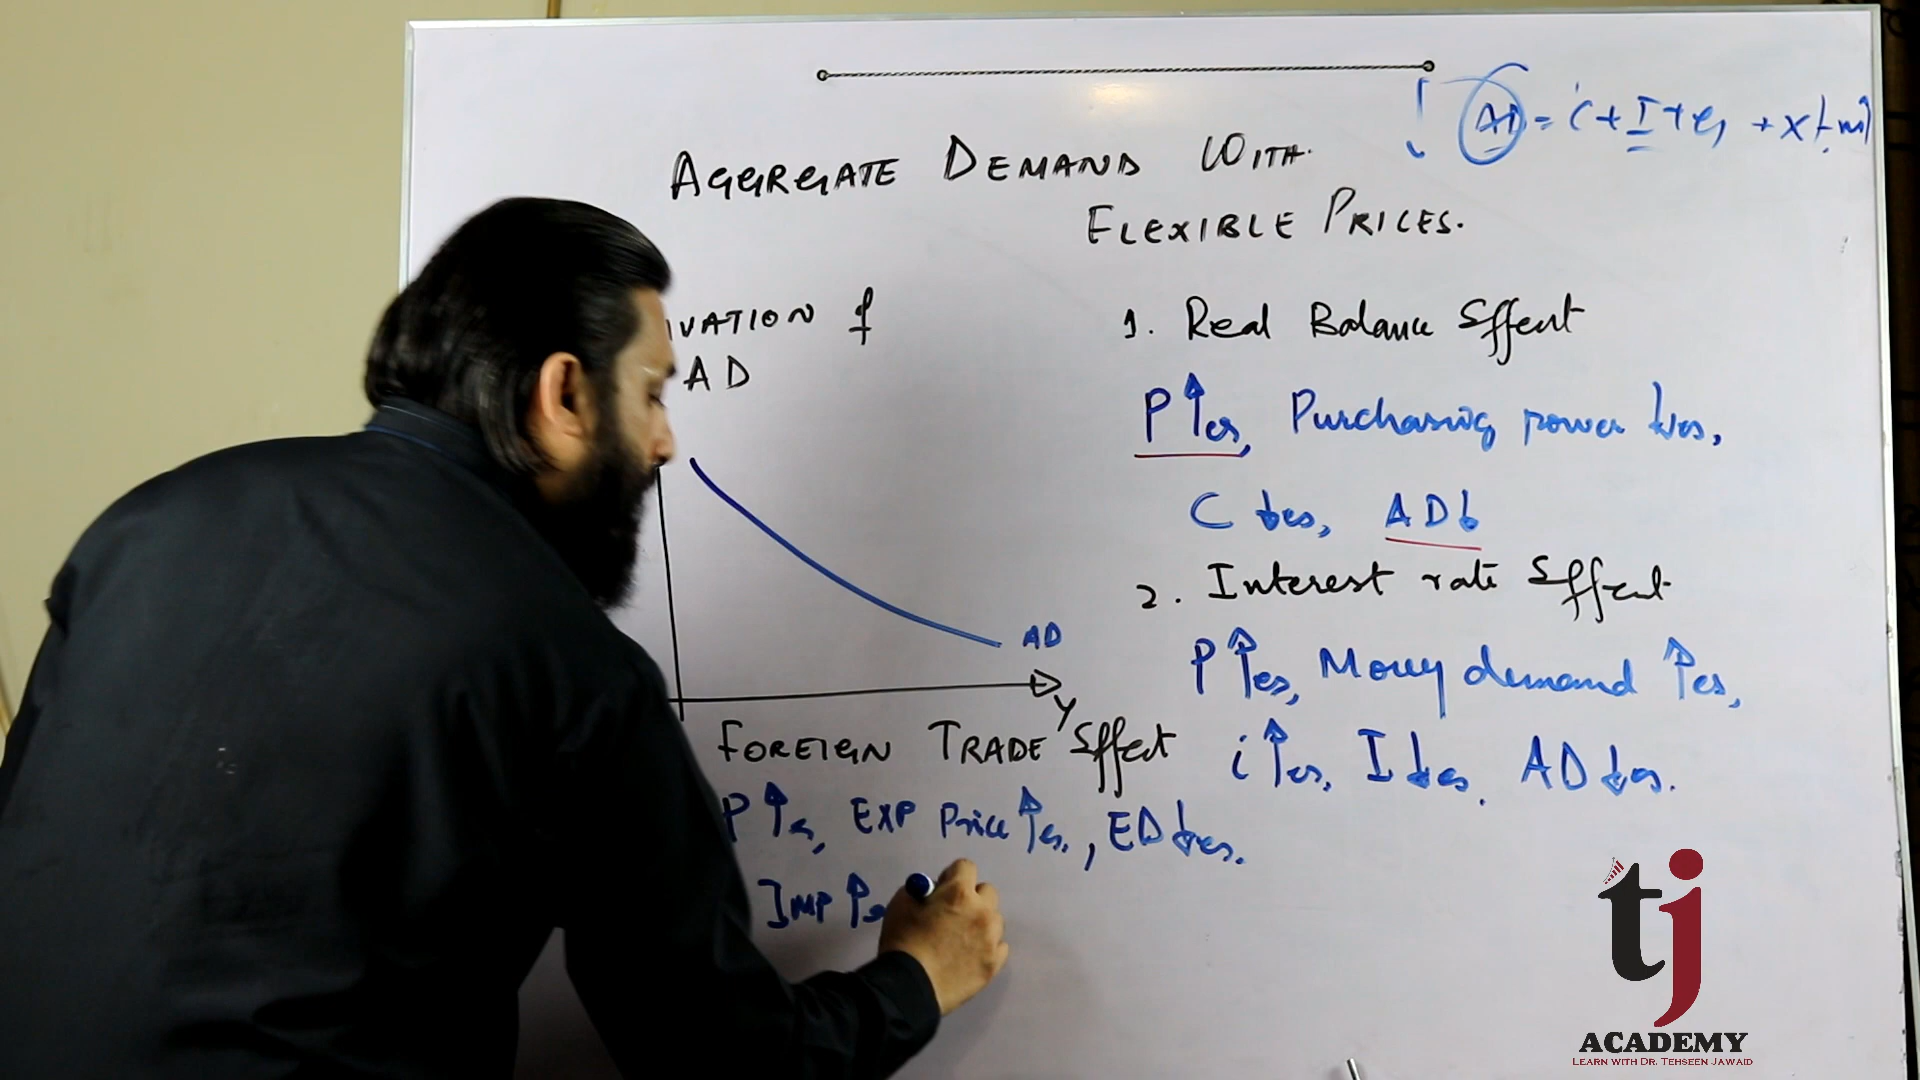 AD = C + I + G + X (-m)
AGGRGATE DEMAND WITH
FLEXIBLE PRICES.
IVATION of
AD
AD
Y
1. Real Balance Effect
P ↑es, Purchasing power ↓es,
C ↓es, AD↓
2. Interest rate Effect
P ↑es, Money demand ↑es,
i ↑es, I ↓es. AD ↓es.
FOREIGN TRADE Effect
P ↑s, EXP Price ↑es., ED ↓es.
IMP ↑s
tj
ACADEMY
LEARN WITH DR. TEHSEEN JAWAID